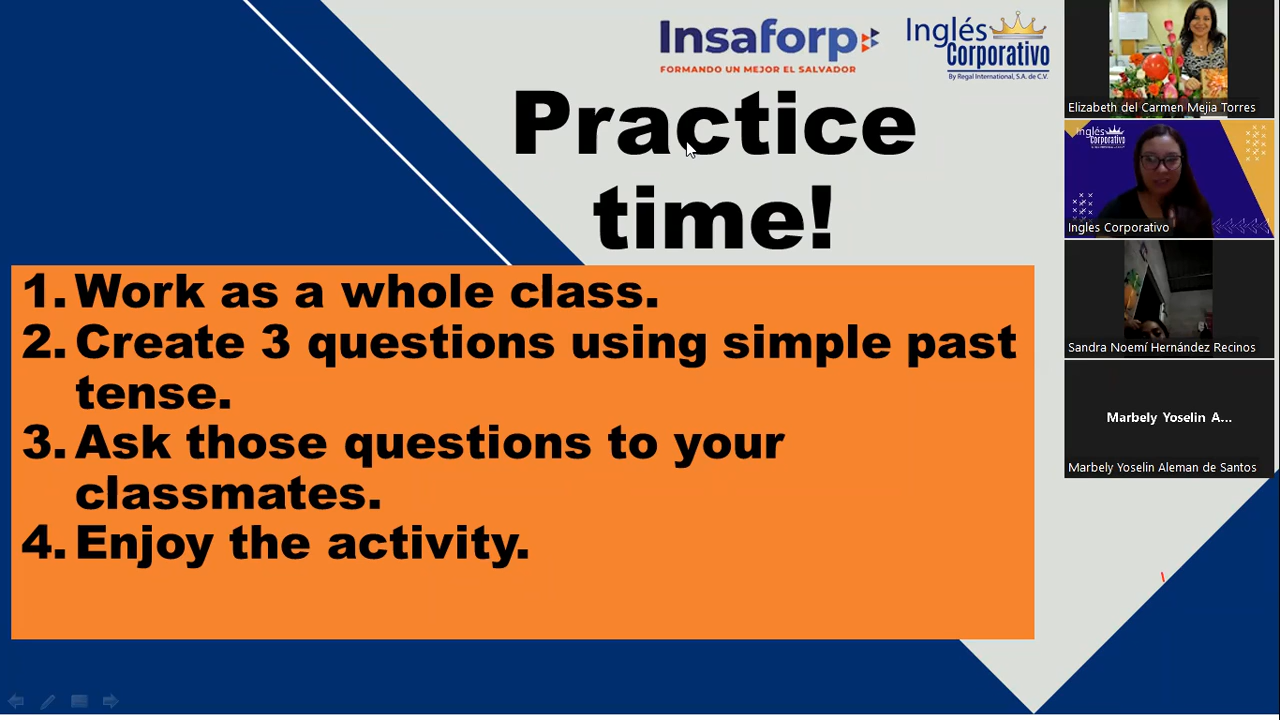 Insaforp
FORMANDO UN MEJOR EL SALVADOR
Inglés
Corporativo
By Regal International, S.A. de C.V.
Practice
time!
1. Work as a whole class.
2. Create 3 questions using simple past
tense.
3. Ask those questions to your
classmates.
4. Enjoy the activity.
Elizabeth del Carmen Mejia Torres
Inglés
Corporativo
Ingles Corporativo
Sandra Noemí Hernández Recinos
Marbely Yoselin A...
Marbely Yoselin Aleman de Santos